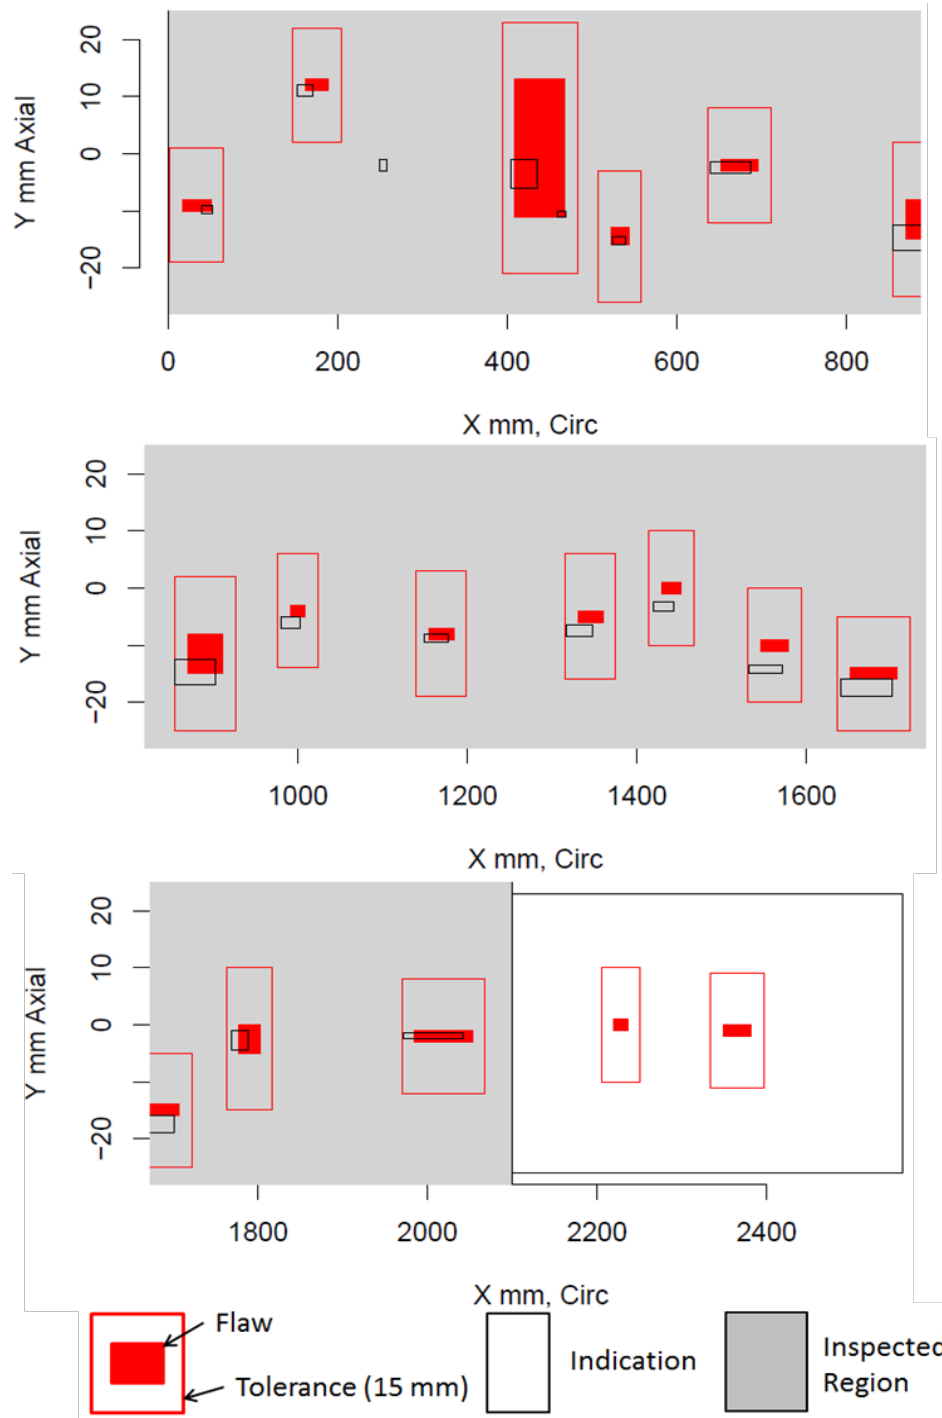 20
10
0
−20
Y mm Axial
0 200 400 600 800
X mm, Circ
20
10
0
−20
Y mm Axial
1000 1200 1400 1600
X mm, Circ
20
10
0
−20
Y mm Axial
1800 2000 2200 2400
X mm, Circ
Flaw
Tolerance (15 mm)
Indication
Inspected
Region